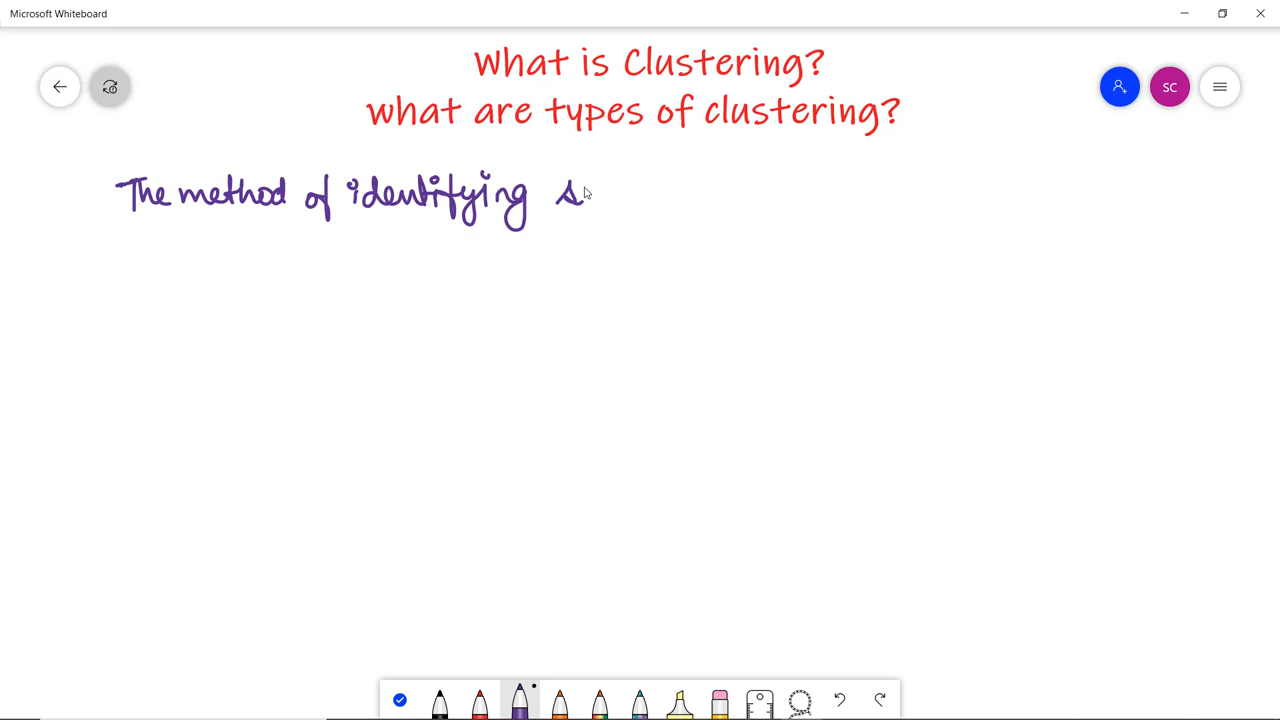 Microsoft Whiteboard
What is Clustering?
what are types of clustering?
SC
The method of identifying s